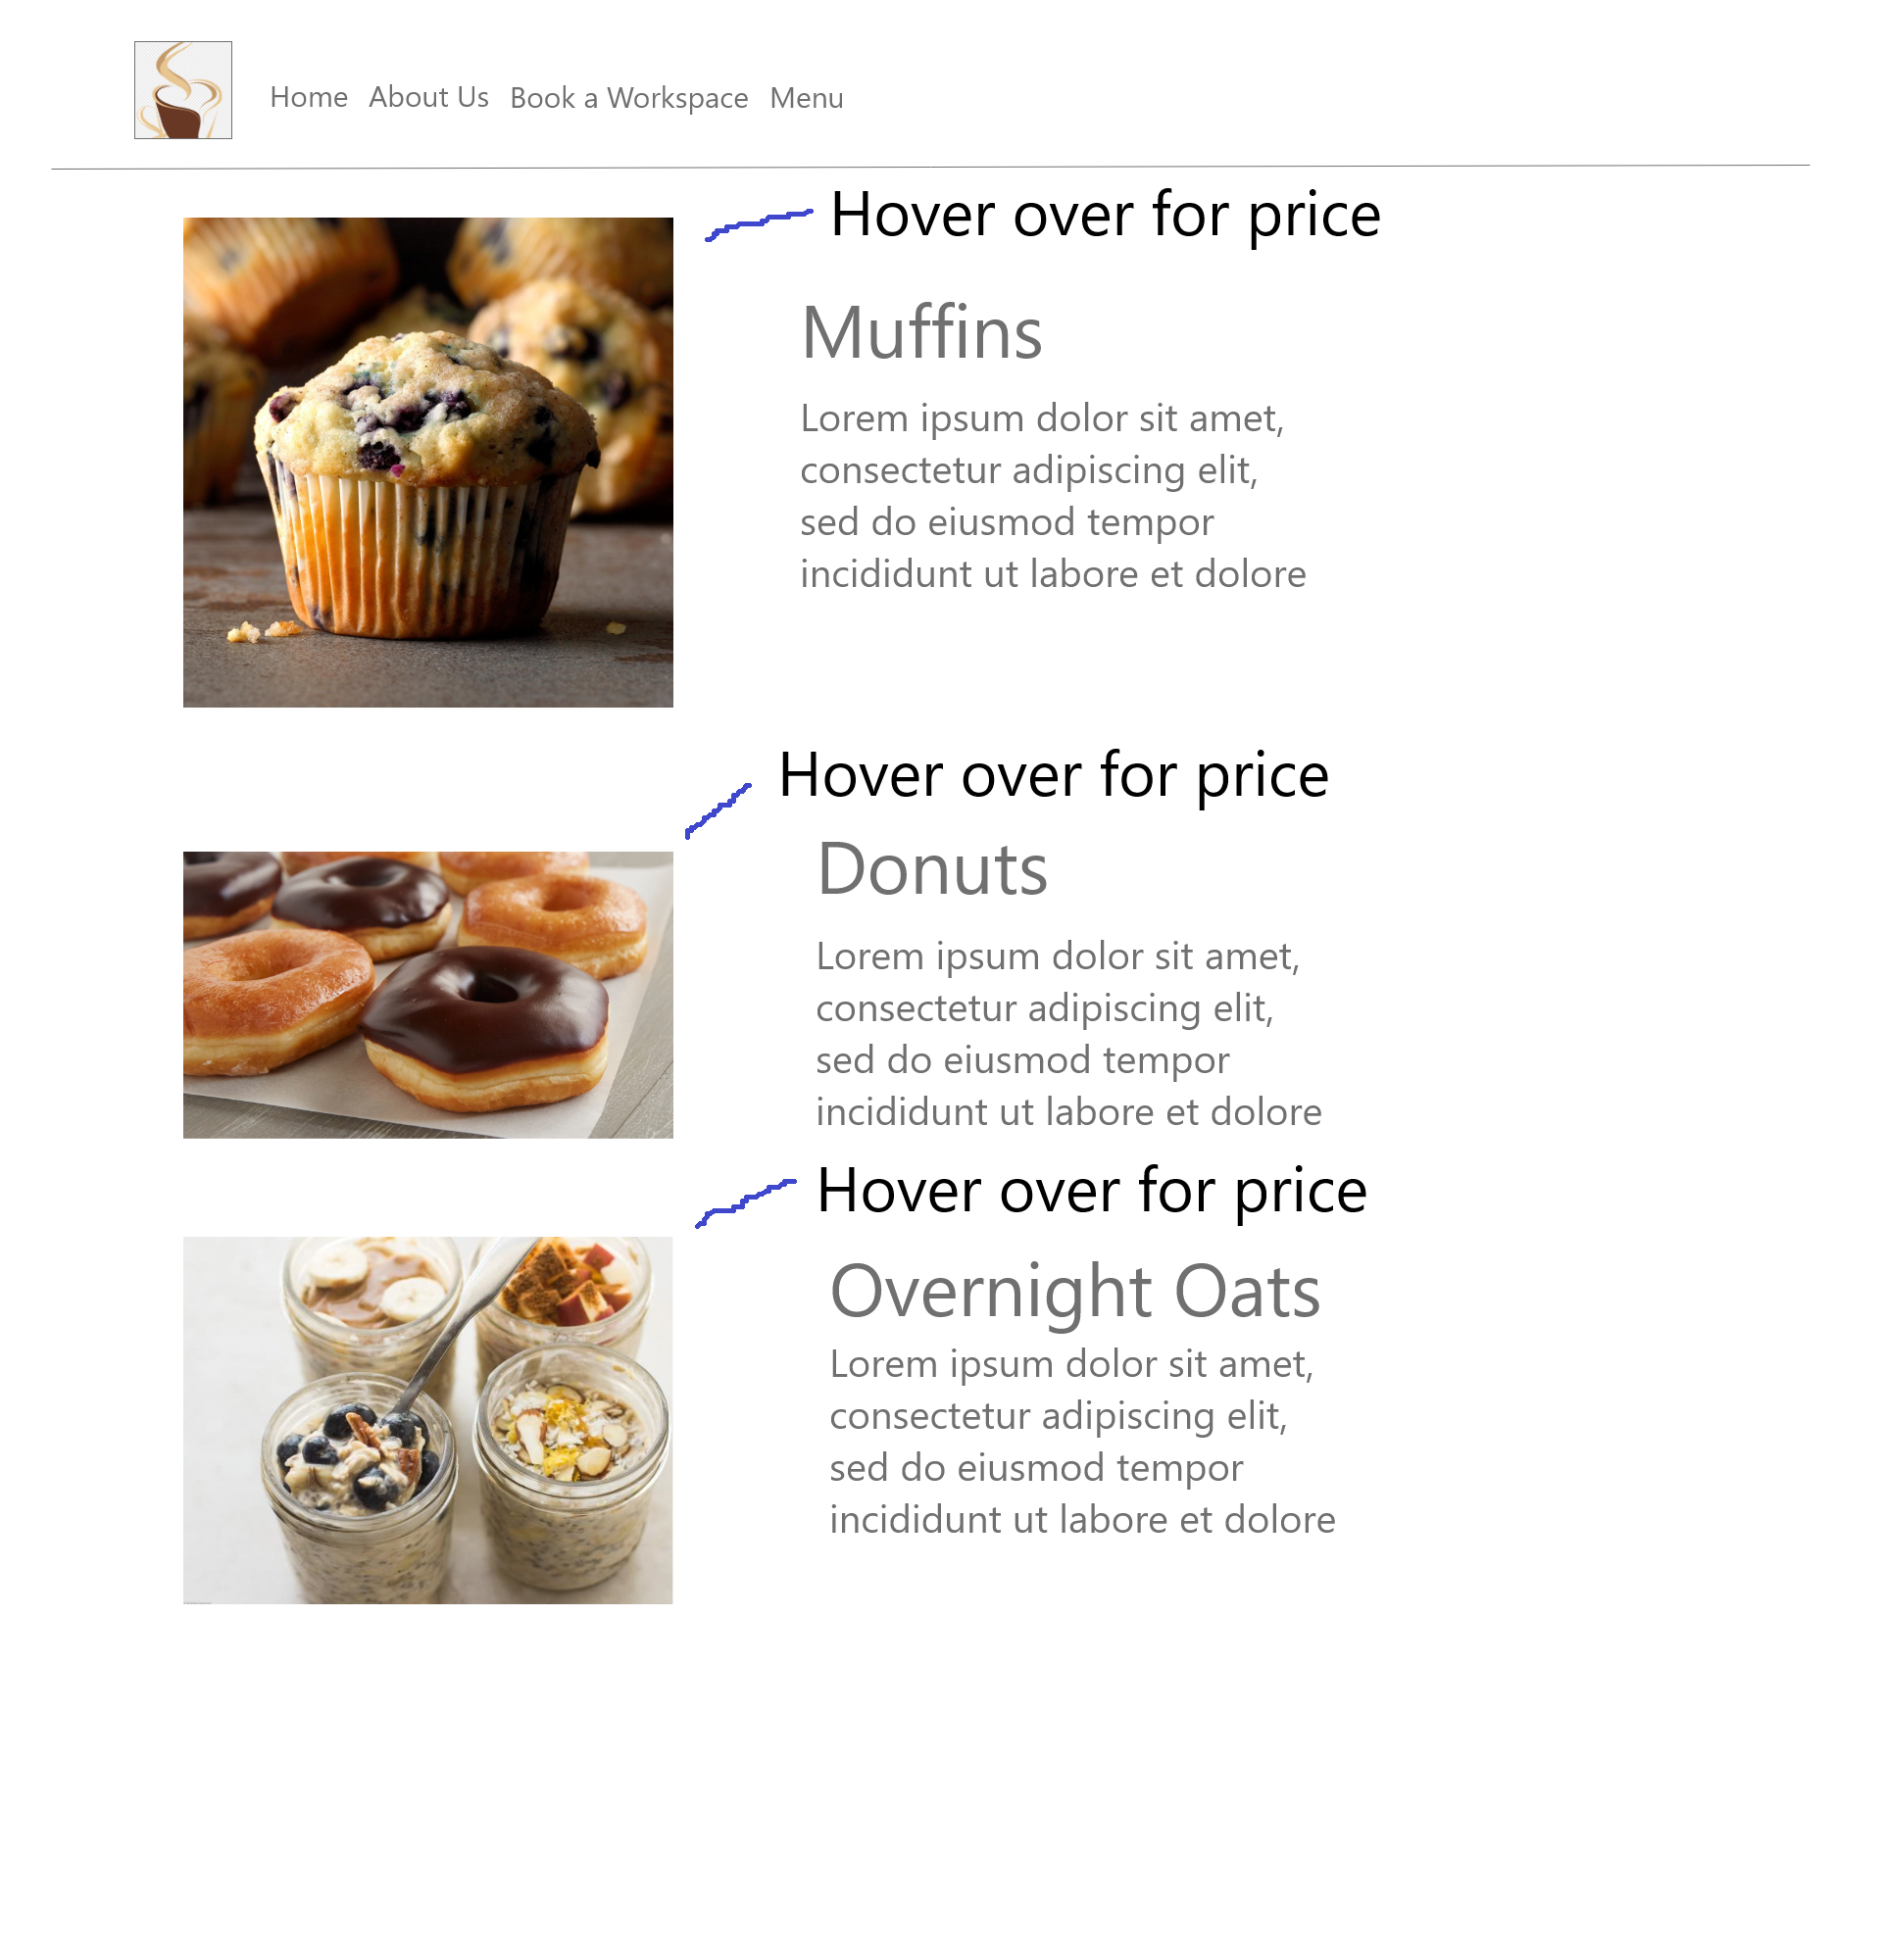 Home About Us Book a Workspace Menu
Hover over for price
Muffins
Lorem ipsum dolor sit amet,
consectetur adipiscing elit,
sed do eiusmod tempor
incididunt ut labore et dolore
Hover over for price
Donuts
Lorem ipsum dolor sit amet,
consectetur adipiscing elit,
sed do eiusmod tempor
incididunt ut labore et dolore
Hover over for price
Overnight Oats
Lorem ipsum dolor sit amet,
consectetur adipiscing elit,
sed do eiusmod tempor
incididunt ut labore et dolore